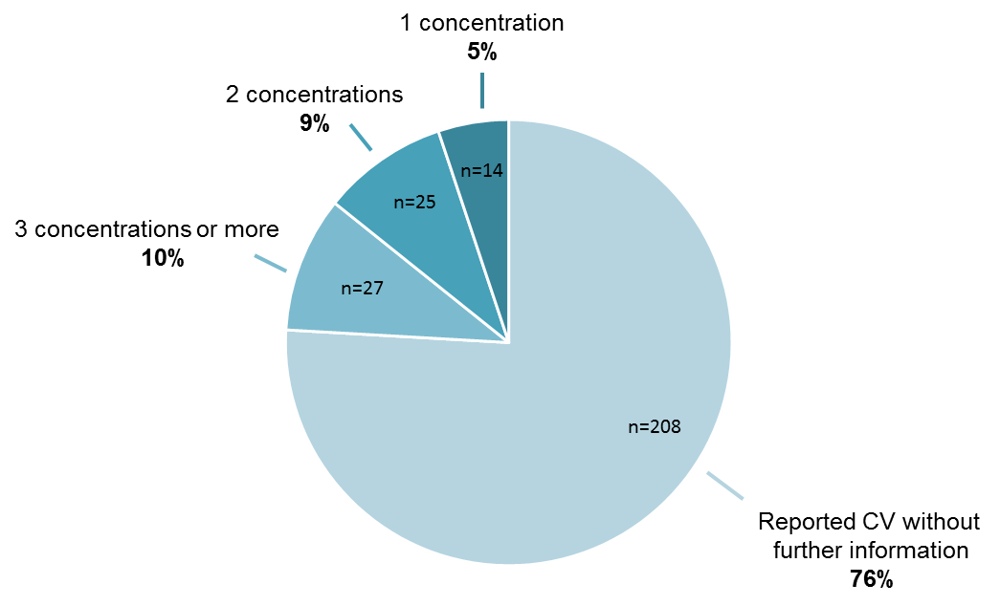 1 concentration
5%
2 concentrations
9%
n=14
n=25
3 concentrations or more
10%
n=27
n=208
Reported CV without
further information
76%